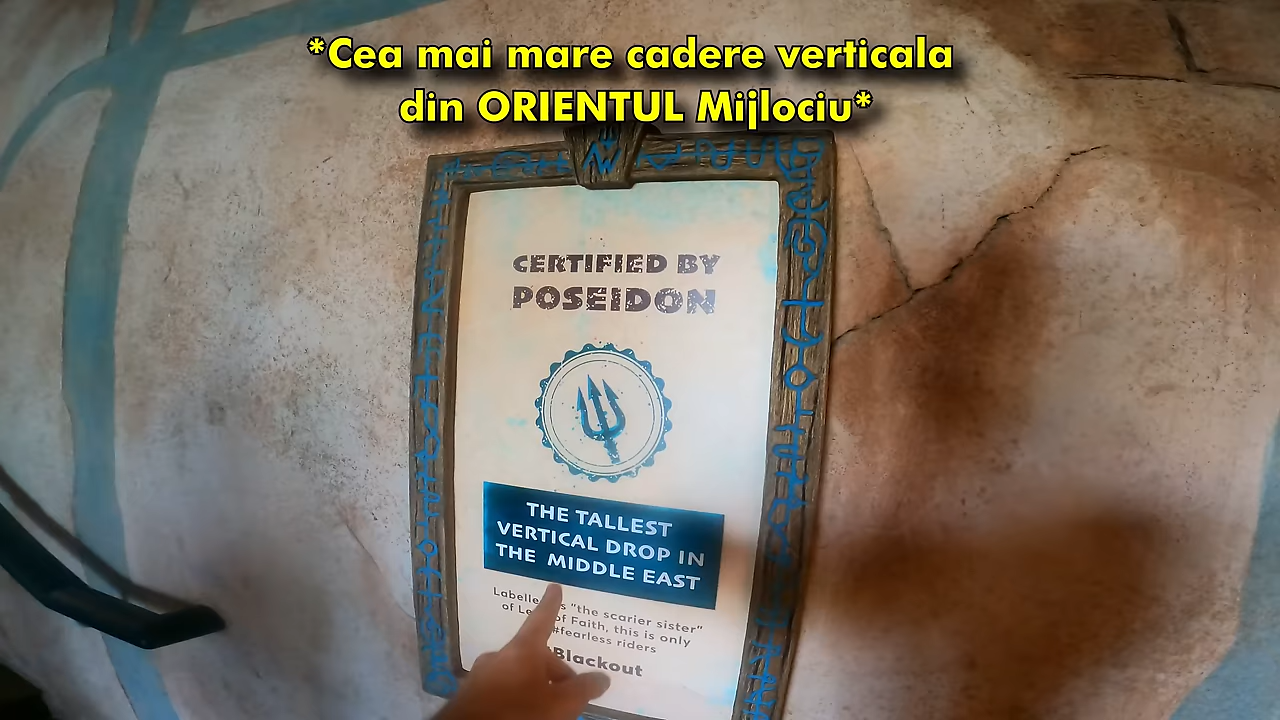 *Cea mai mare cadere verticala
din ORIENTUL Mijlociu*
CERTIFIED BY
POSEIDON
THE TALLEST
VERTICAL DROP IN
THE MIDDLE EAST
"the scarier sister"
of of Faith, this is only
#fearless riders
#Blackout